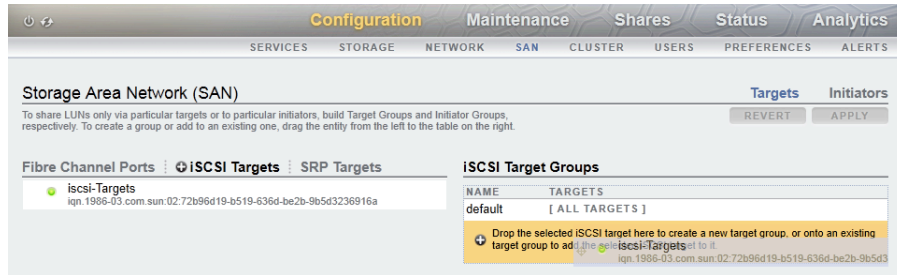 Configuration Maintenance Shares Status Analytics
SERVICES STORAGE NETWORK SAN CLUSTER USERS PREFERENCES ALERTS
Storage Area Network (SAN)
Targets Initiators
To share LUNs only via particular targets or to particular initiators, build Target Groups and Initiator Groups,
respectively. To create a group or add to an existing one, drag the entity from the left to the table on the right.
REVERT APPLY
Fibre Channel Ports iSCSI Targets SRP Targets
iscsi-Targets
iqn.1986-03.com.sun:02:72b96d19-b519-636d-be2b-9b5d3236916a
iSCSI Target Groups
NAME TARGETS
default [ ALL TARGETS ]
Drop the selected iSCSI target here to create a new target group, or onto an existing
target group to add the selected iSCSI target to it.
iscsi-Targets
iqn.1986-03.com.sun:02:72b96d19-b519-636d-be2b-9b5d3